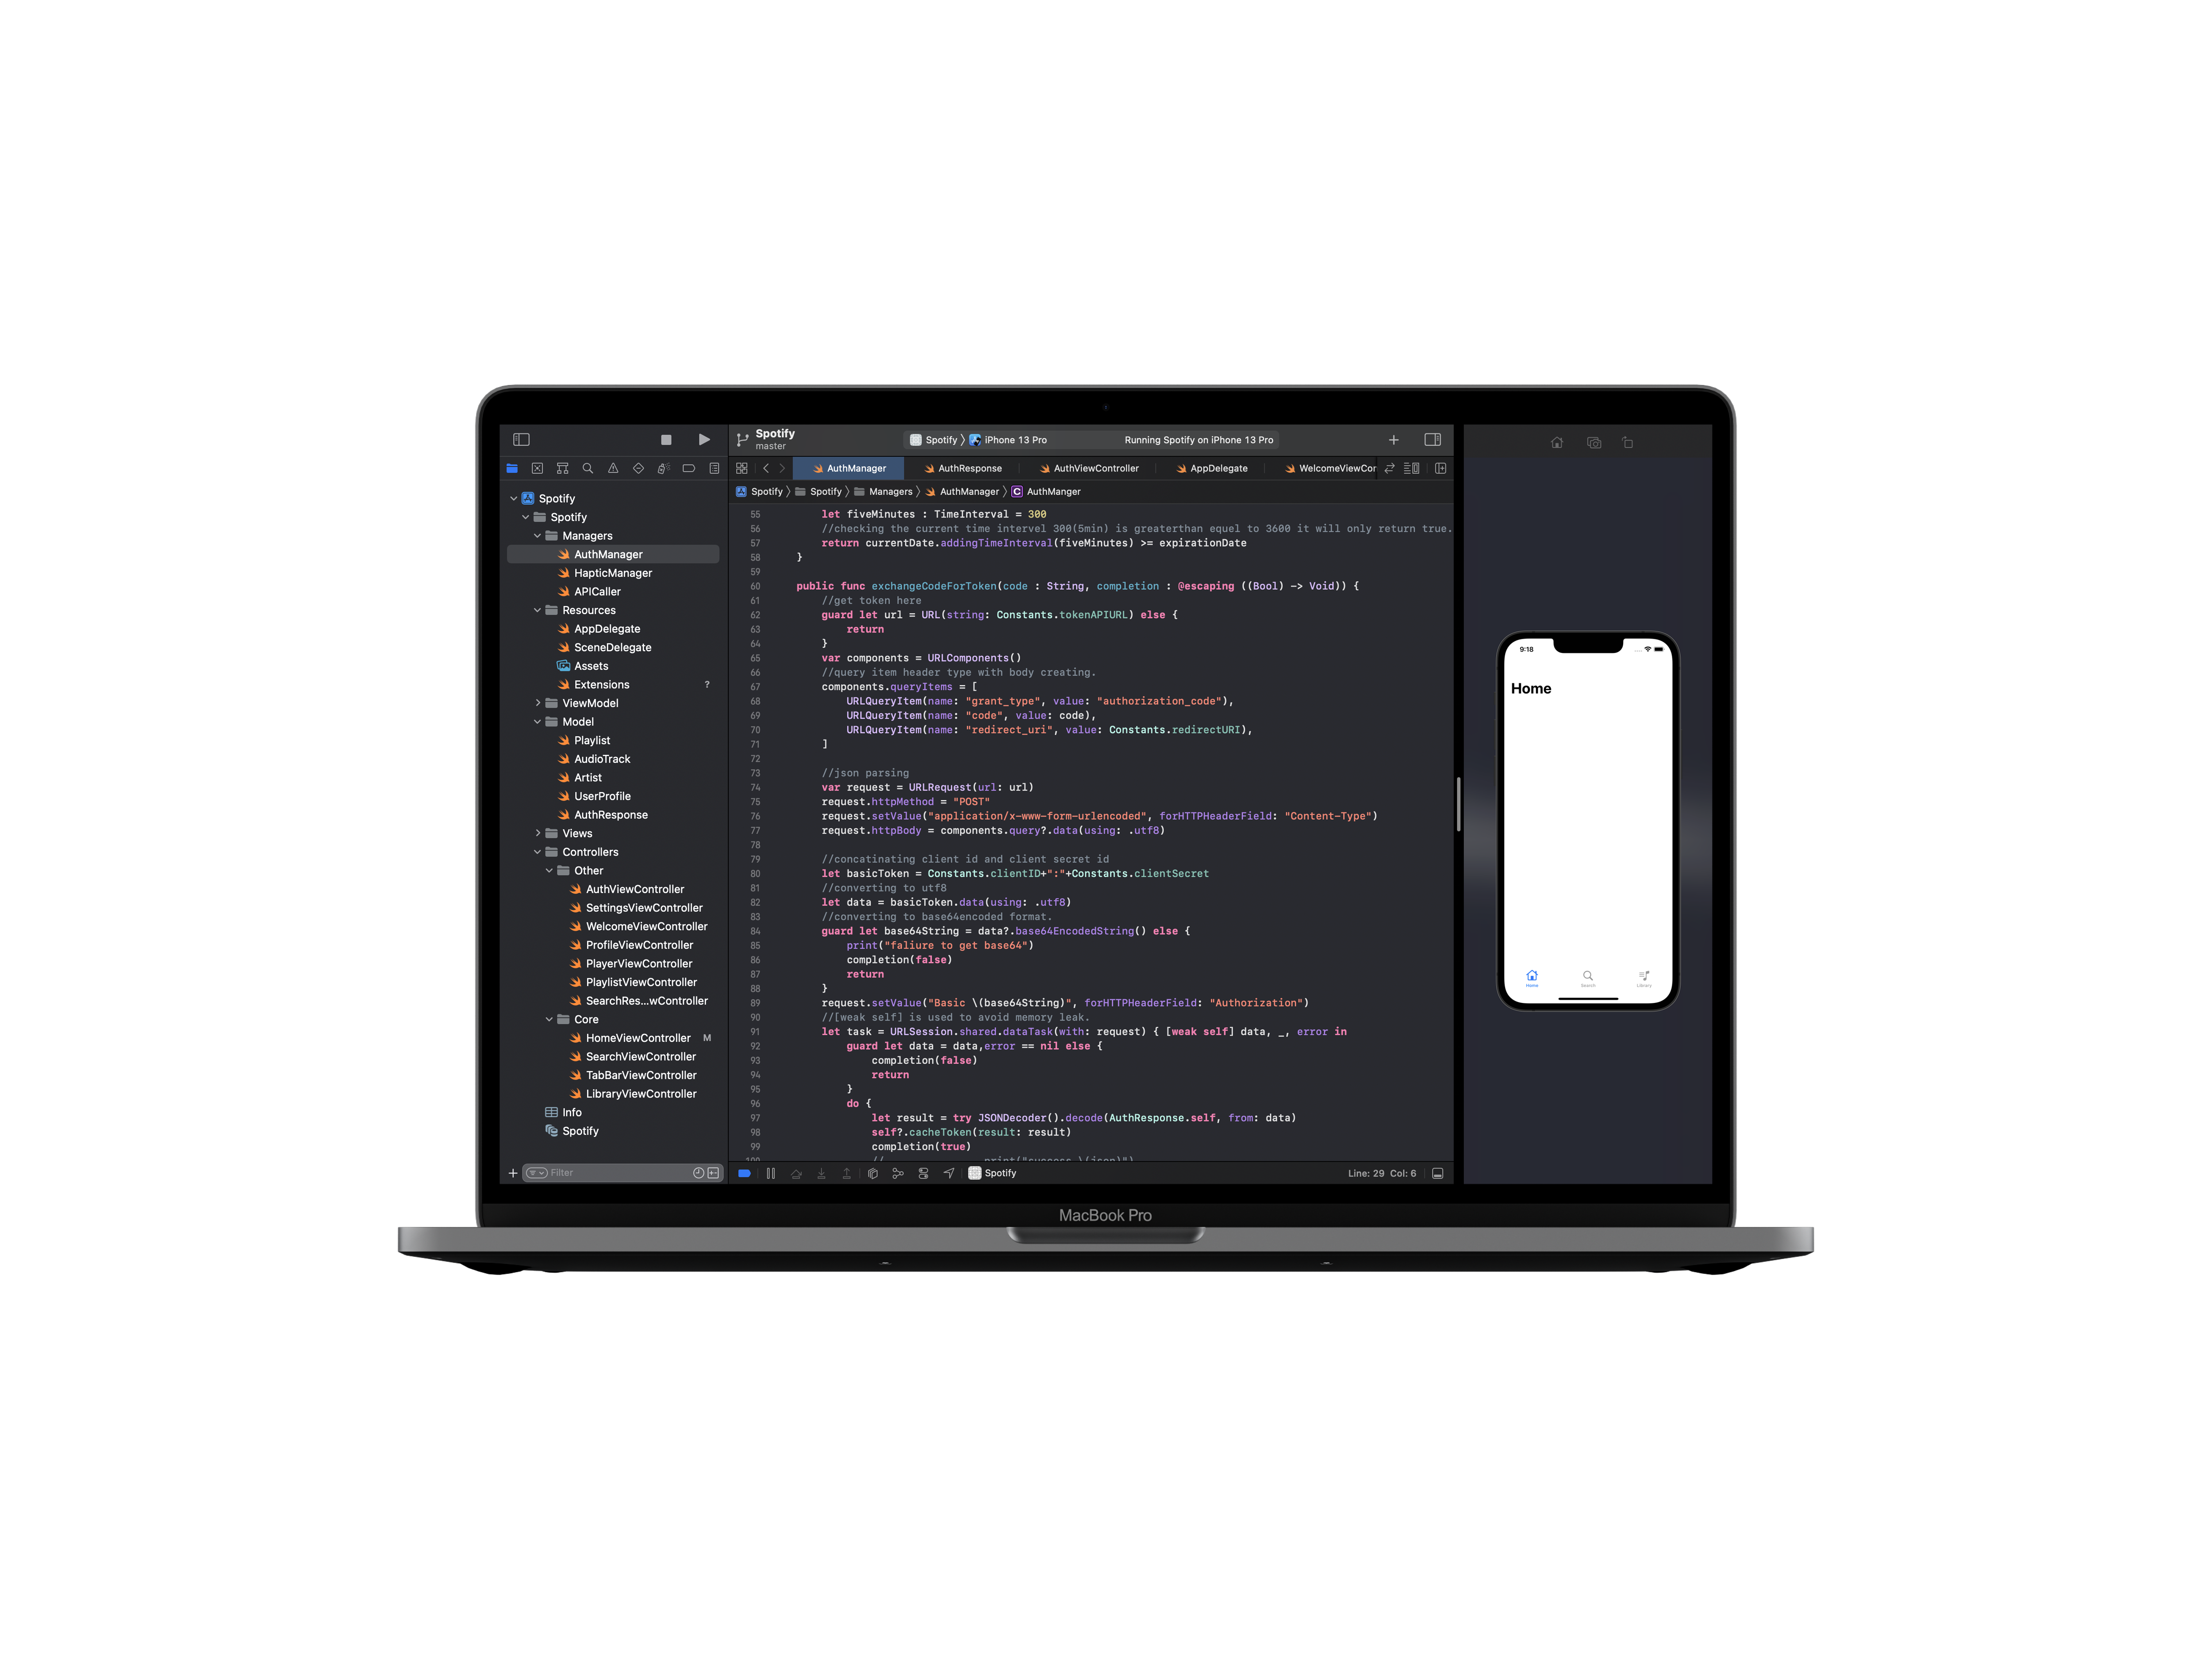 Spotify
master
Spotify
iPhone 13 Pro
Running Spotify on iPhone 13 Pro
AuthManager
AuthResponse
AuthViewController
AppDelegate
WelcomeViewCor
Spotify
Spotify
Managers
AuthManager
C
AuthManger
Spotify
Spotify
Managers
AuthManager
HapticManager
APICaller
Resources
AppDelegate
SceneDelegate
Assets
Extensions ?
ViewModel
Model
Playlist
AudioTrack
Artist
UserProfile
AuthResponse
Views
Controllers
Other
AuthViewController
SettingsViewController
WelcomeViewController
ProfileViewController
PlayerViewController
PlaylistViewController
SearchRes...wController
Core
HomeViewController M
SearchViewController
TabBarViewController
LibraryViewController
Info
Spotify
Filter
55 let fiveMinutes : TimeInterval = 300
56 //checking the current time intervel 300(5min) is greaterthan equel to 3600 it will only return true.
57 return currentDate.addingTimeInterval(fiveMinutes) >= expirationDate
58 }
59
60 public func exchangeCodeForToken(code : String, completion : @escaping ((Bool) -> Void)) {
61 //get token here
62 guard let url = URL(string: Constants.tokenAPIURL) else {
63 return
64 }
65 var components = URLComponents()
66 //query item header type with body creating.
67 components.queryItems = [
68 URLQueryItem(name: "grant_type", value: "authorization_code"),
69 URLQueryItem(name: "code", value: code),
70 URLQueryItem(name: "redirect_uri", value: Constants.redirectURI),
71 ]
72
73 //json parsing
74 var request = URLRequest(url: url)
75 request.httpMethod = "POST"
76 request.setValue("application/x-www-form-urlencoded", forHTTPHeaderField: "Content-Type")
77 request.httpBody = components.query?.data(using: .utf8)
78
79 //concatinating client id and client secret id
80 let basicToken = Constants.clientID+":"+Constants.clientSecret
81 //converting to utf8
82 let data = basicToken.data(using: .utf8)
83 //converting to base64encoded format.
84 guard let base64String = data?.base64EncodedString() else {
85 print("faliure to get base64")
86 completion(false)
87 return
88 }
89 request.setValue("Basic \(base64String)", forHTTPHeaderField: "Authorization")
90 //[weak self] is used to avoid memory leak.
91 let task = URLSession.shared.dataTask(with: request) { [weak self] data, _, error in
92 guard let data = data,error == nil else {
93 completion(false)
94 return
95 }
96 do {
97 let result = try JSONDecoder().decode(AuthResponse.self, from: data)
98 self?.cacheToken(result: result)
99 completion(true)
100 // print("success \(json)")
Spotify
Line: 29 Col: 6
9:18
Home
Home
Search
Library
MacBook Pro